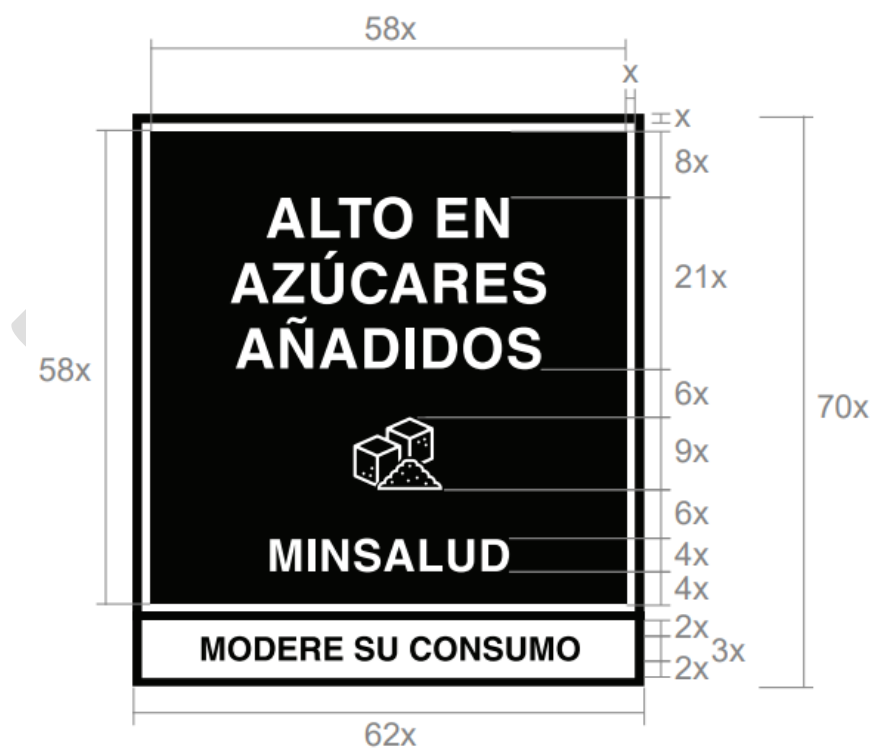 58x
x
x
8x
ALTO EN
21x
AZÚCARES
AÑADIDOS
58x
6x
70x
9x
6x
MINSALUD
4x
4x
2x
MODERE SU CONSUMO
3x
2x
62x